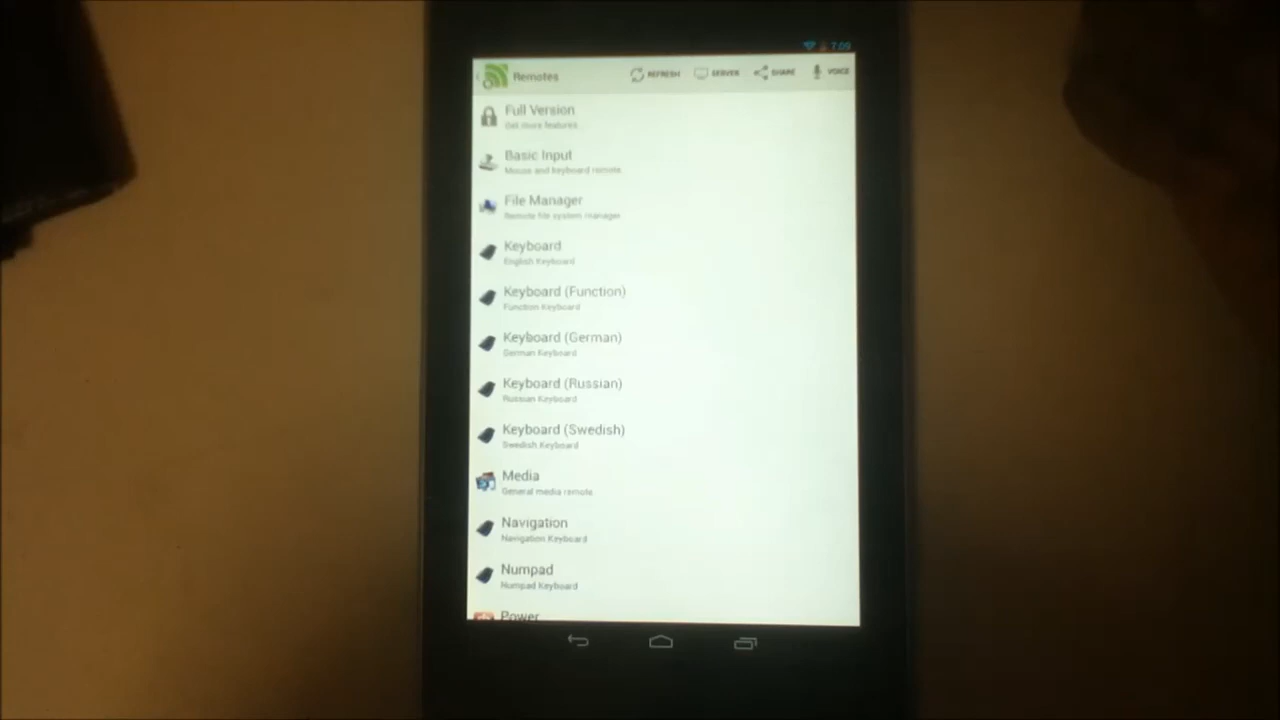 7:09
Remotes
REFRESH
SERVER
SHARE
VOICE
Full Version
Get more features
Basic Input
Mouse and keyboard remote
File Manager
Remote file system manager
Keyboard
English Keyboard
Keyboard (Function)
Function Keyboard
Keyboard (German)
German Keyboard
Keyboard (Russian)
Russian Keyboard
Keyboard (Swedish)
Swedish Keyboard
Media
General media remote
Navigation
Navigation Keyboard
Numpad
Numpad Keyboard
Power